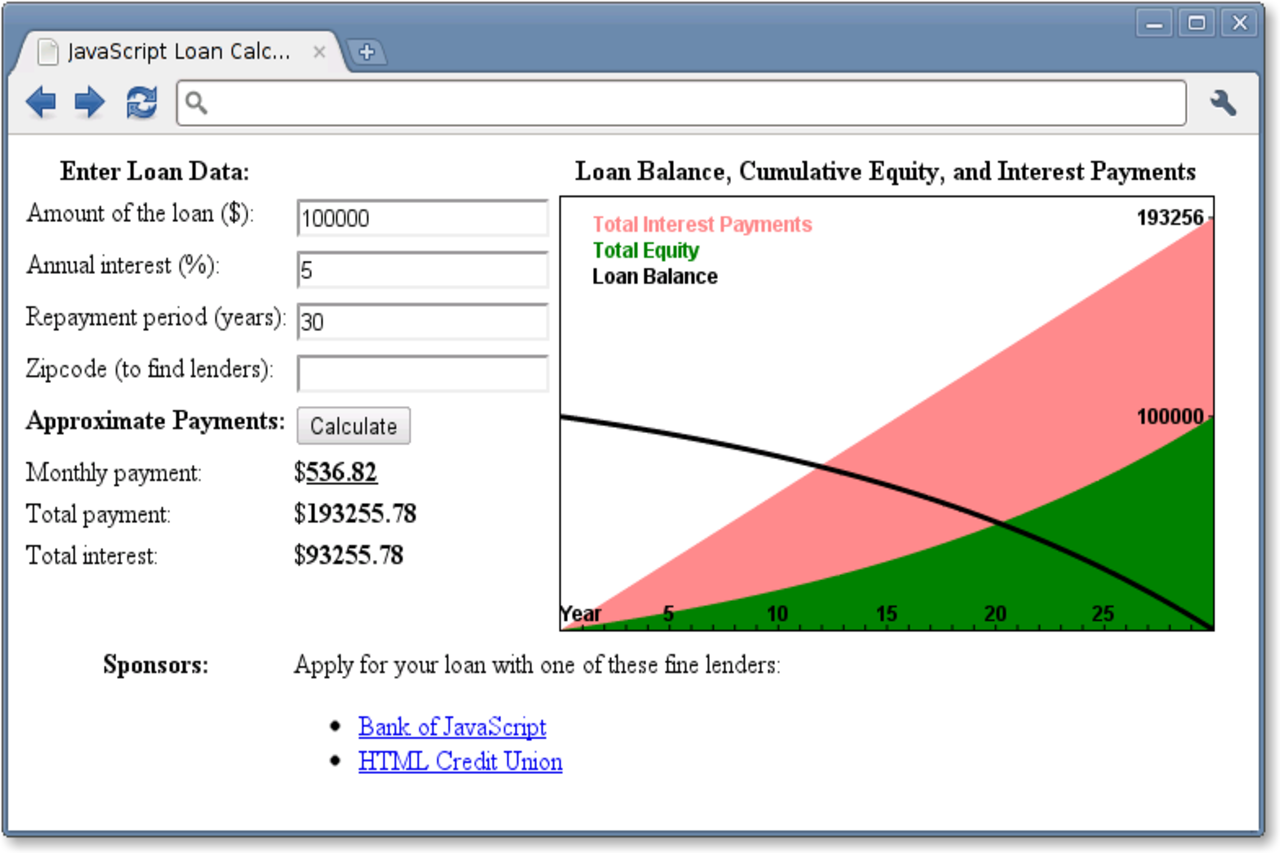 JavaScript Loan Calc...
Enter Loan Data:
Amount of the loan ($): 100000
Annual interest (%): 5
Repayment period (years): 30
Zipcode (to find lenders):
Approximate Payments: Calculate
Monthly payment: $536.82
Total payment: $193255.78
Total interest: $93255.78
Loan Balance, Cumulative Equity, and Interest Payments
Total Interest Payments
Total Equity
Loan Balance
193256
100000
Year 5 10 15 20 25
Sponsors: Apply for your loan with one of these fine lenders:
• Bank of JavaScript
• HTML Credit Union